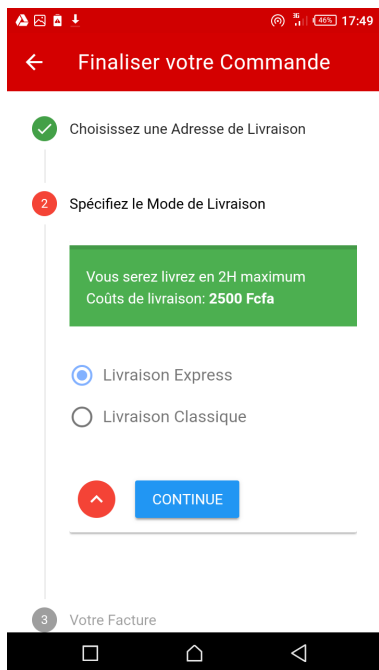 3G 46% 17:49
Finaliser votre Commande
Choisissez une Adresse de Livraison
2 Spécifiez le Mode de Livraison
Vous serez livrez en 2H maximum
Coûts de livraison: 2500 Fcfa
Livraison Express
Livraison Classique
CONTINUE
3 Votre Facture